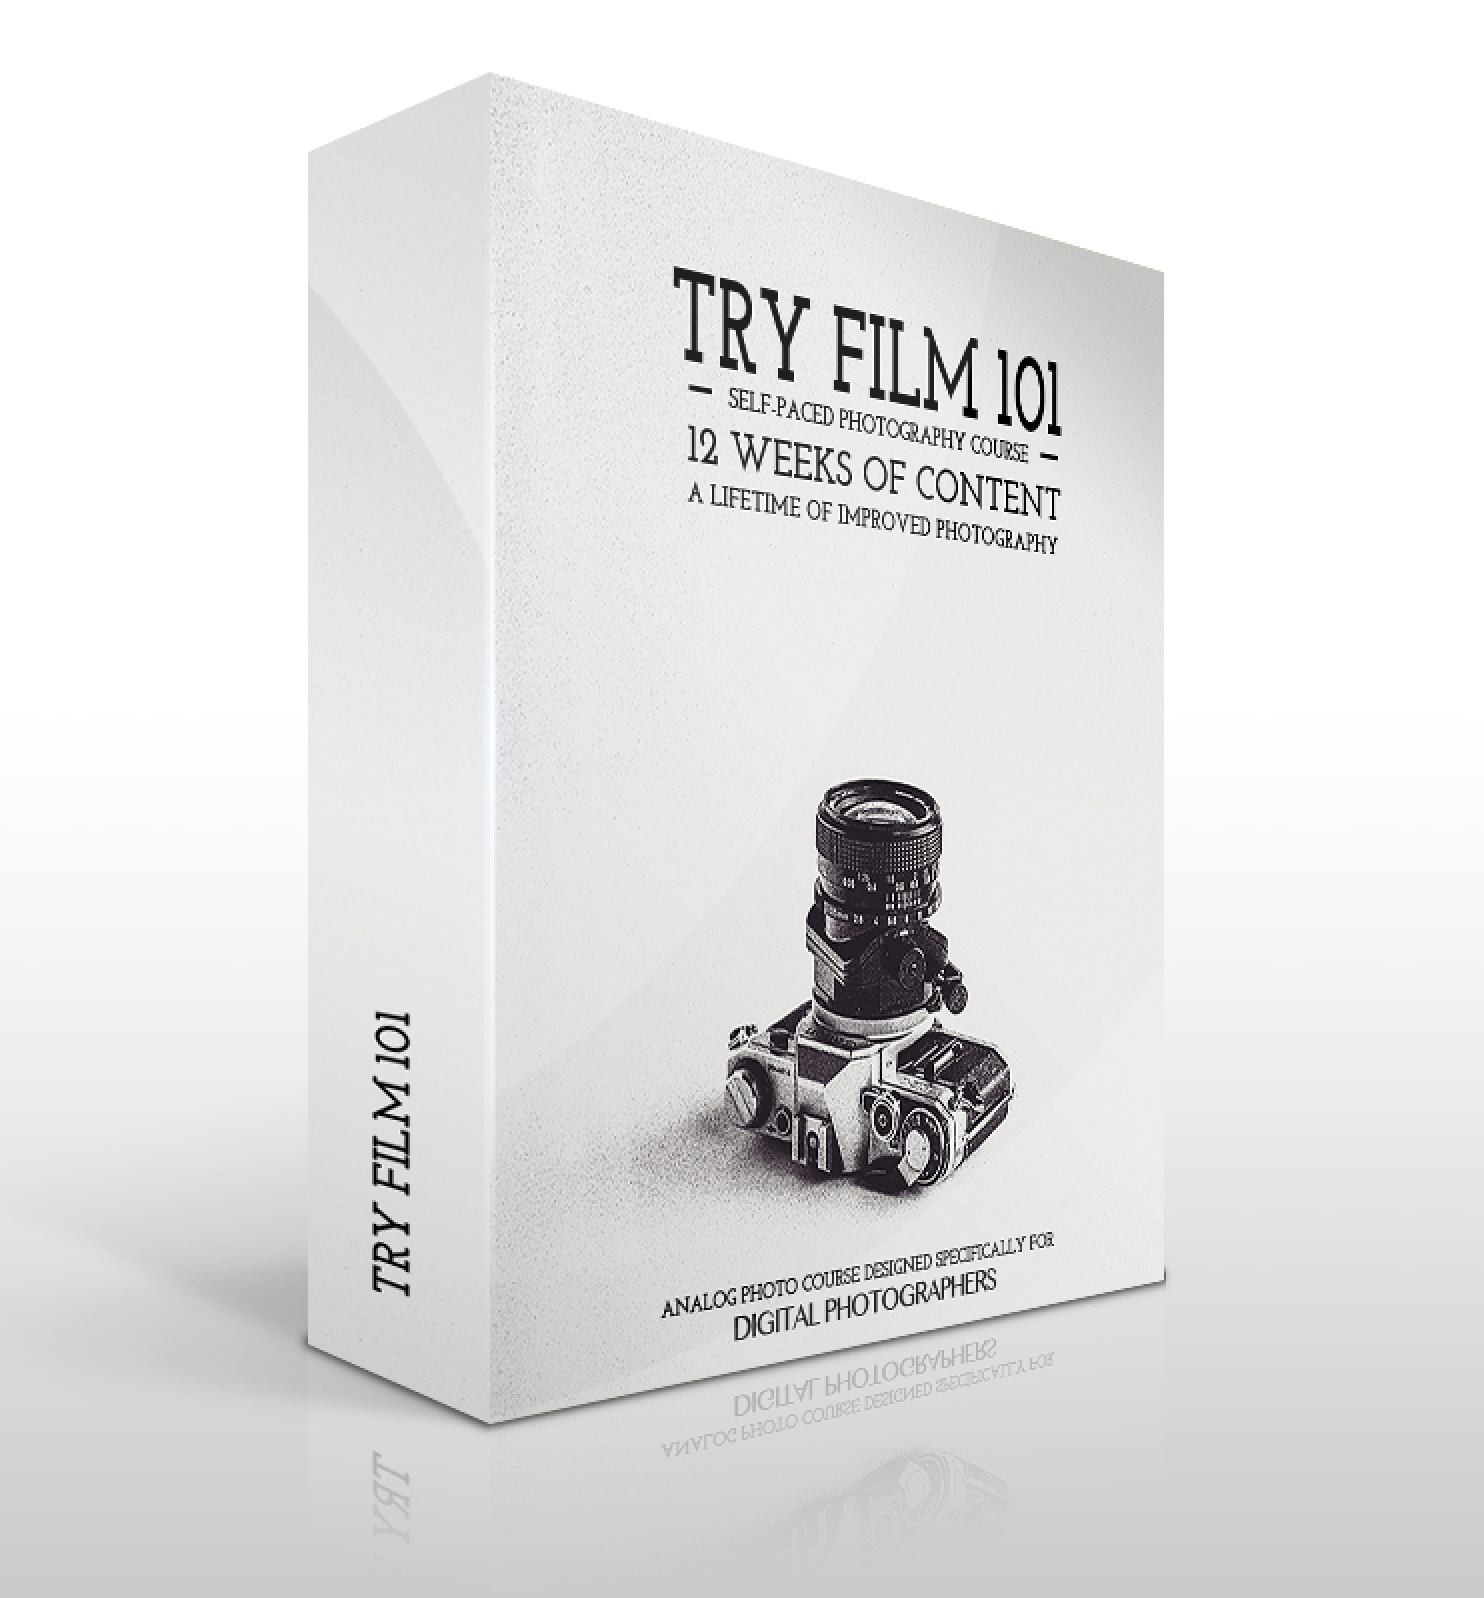 TRY FILM 101
— SELF-PACED PHOTOGRAPHY COURSE —
12 WEEKS OF CONTENT
A LIFETIME OF IMPROVED PHOTOGRAPHY
ANALOG PHOTO COURSE DESIGNED SPECIFICALLY FOR
DIGITAL PHOTOGRAPHERS
TRY FILM 101